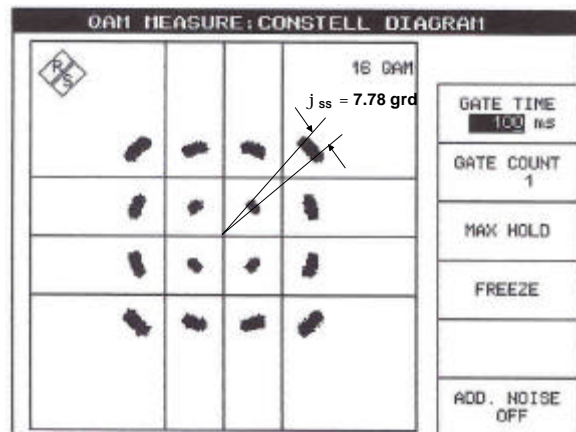 QAM MEASURE:CONSTELL DIAGRAM
R
S
16 QAM
j ss = 7.78 grd
GATE TIME
100 ms
GATE COUNT
1
MAX HOLD
FREEZE
ADD. NOISE
OFF